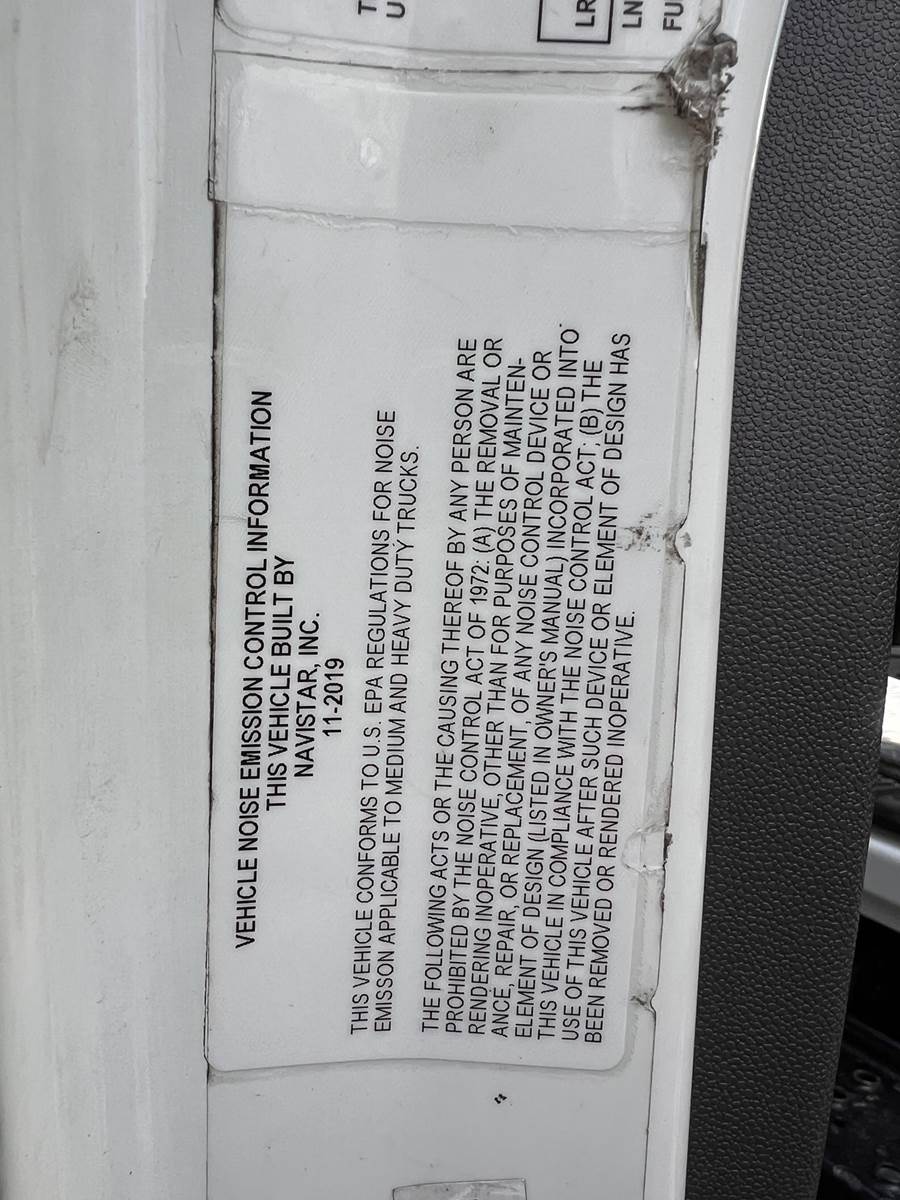 VEHICLE NOISE EMISSION CONTROL INFORMATION
THIS VEHICLE BUILT BY
NAVISTAR, INC.
11-2019
THIS VEHICLE CONFORMS TO U.S. EPA REGULATIONS FOR NOISE
EMISSON APPLICABLE TO MEDIUM AND HEAVY DUTY TRUCKS.
THE FOLLOWING ACTS OR THE CAUSING THEREOF BY ANY PERSON ARE
PROHIBITED BY THE NOISE CONTROL ACT OF 1972: (A) THE REMOVAL OR
RENDERING INOPERATIVE, OTHER THAN FOR PURPOSES OF MAINTEN-
ANCE, REPAIR, OR REPLACEMENT, OF ANY NOISE CONTROL DEVICE OR
ELEMENT OF DESIGN (LISTED IN OWNER'S MANUAL) INCORPORATED INTO
THIS VEHICLE IN COMPLIANCE WITH THE NOISE CONTROL ACT; (B) THE
USE OF THIS VEHICLE AFTER SUCH DEVICE OR ELEMENT OF DESIGN HAS
BEEN REMOVED OR RENDERED INOPERATIVE.
LR
LN
FU